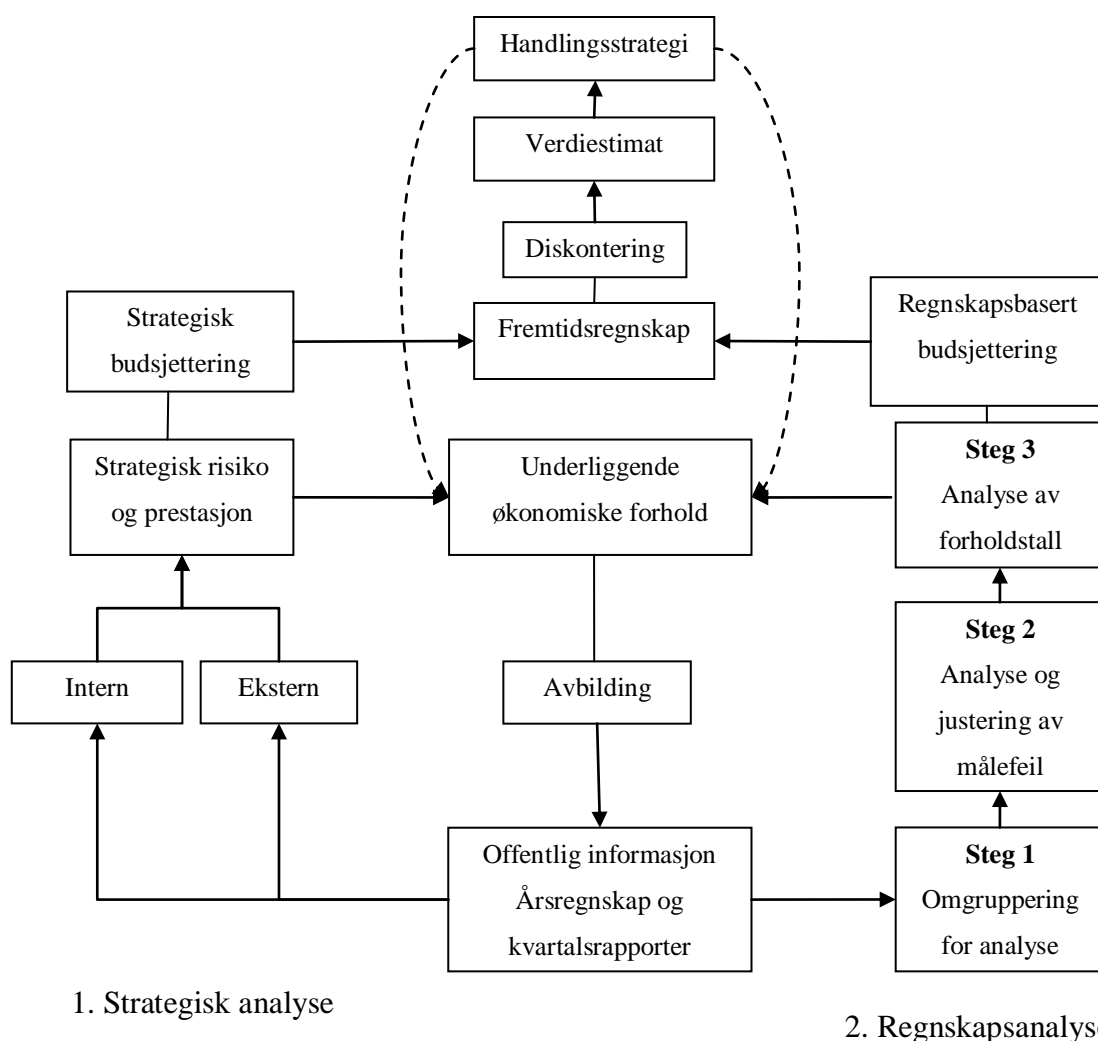 Handlingsstrategi
Verdiestimat
Diskontering
Strategisk
budsjettering
Fremtidsregnskap
Regnskapsbasert
budsjettering
Strategisk risiko
og prestasjon
Underliggende
økonomiske forhold
Steg 3
Analyse av
forholdstall
Steg 2
Analyse og
justering av
målefeil
Intern
Ekstern
Avbilding
Offentlig informasjon
Årsregnskap og
kvartalsrapporter
Steg 1
Omgruppering
for analyse
1. Strategisk analyse
2. Regnskapsanalyse